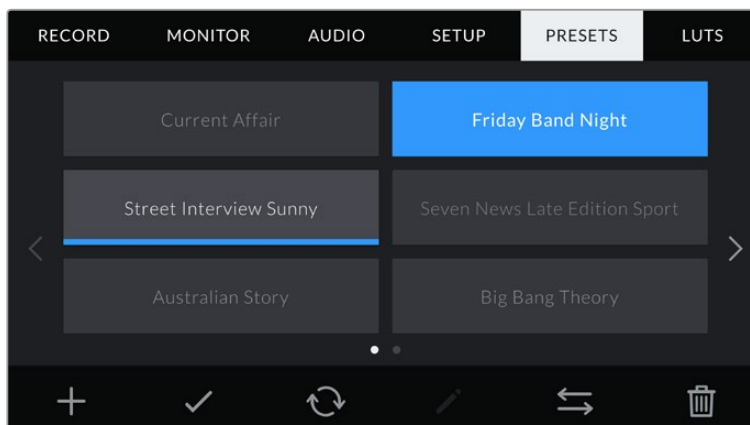 RECORD MONITOR AUDIO SETUP PRESETS LUTS
Current Affair Friday Band Night
Street Interview Sunny Seven News Late Edition Sport
Australian Story Big Bang Theory